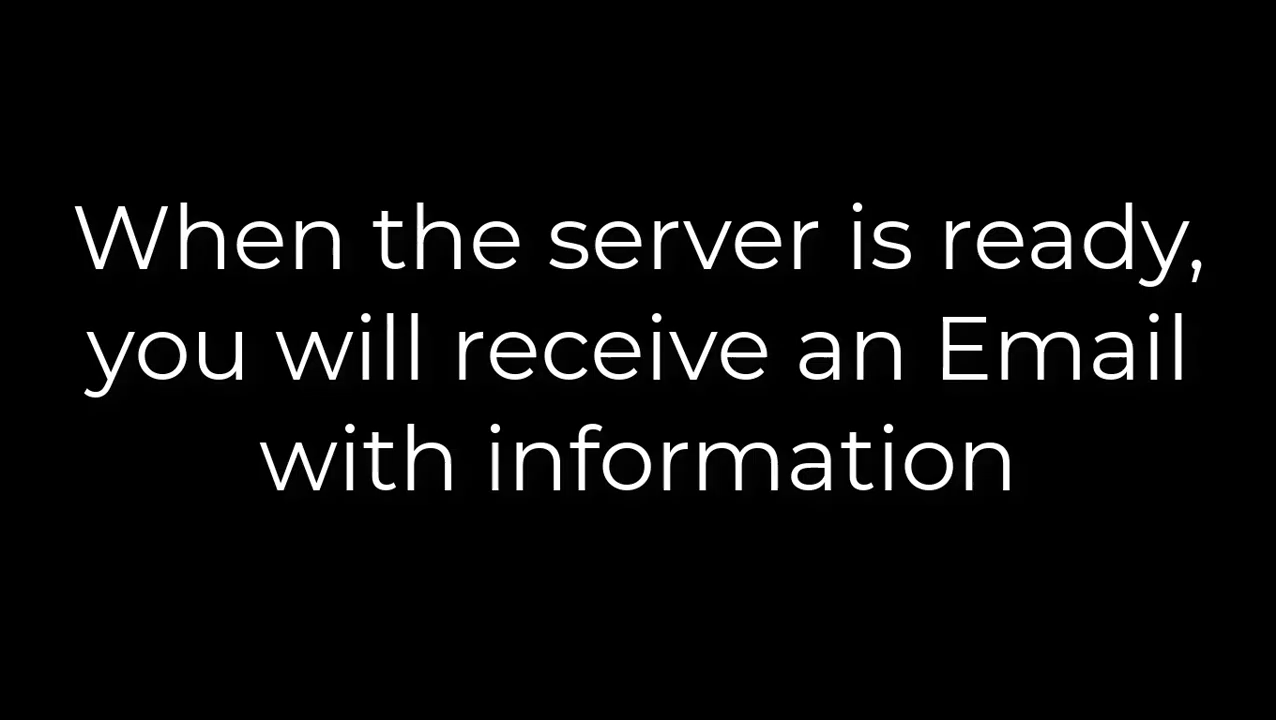 When the server is ready,
you will receive an Email
with information